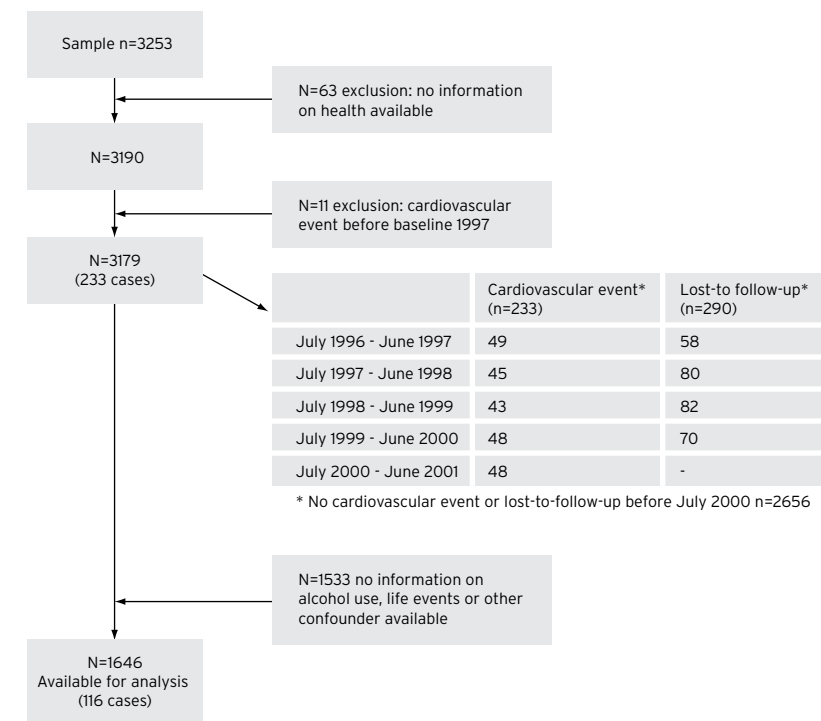 Sample n=3253
N=63 exclusion: no information
on health available
N=3190
N=11 exclusion: cardiovascular
event before baseline 1997
N=3179
(233 cases)
Cardiovascular event* Lost-to follow-up*
(n=233) (n=290)
July 1996 - June 1997 49 58
July 1997 - June 1998 45 80
July 1998 - June 1999 43 82
July 1999 - June 2000 48 70
July 2000 - June 2001 48 -
* No cardiovascular event or lost-to-follow-up before July 2000 n=2656
N=1533 no information on
alcohol use, life events or other
confounder available
N=1646
Available for analysis
(116 cases)